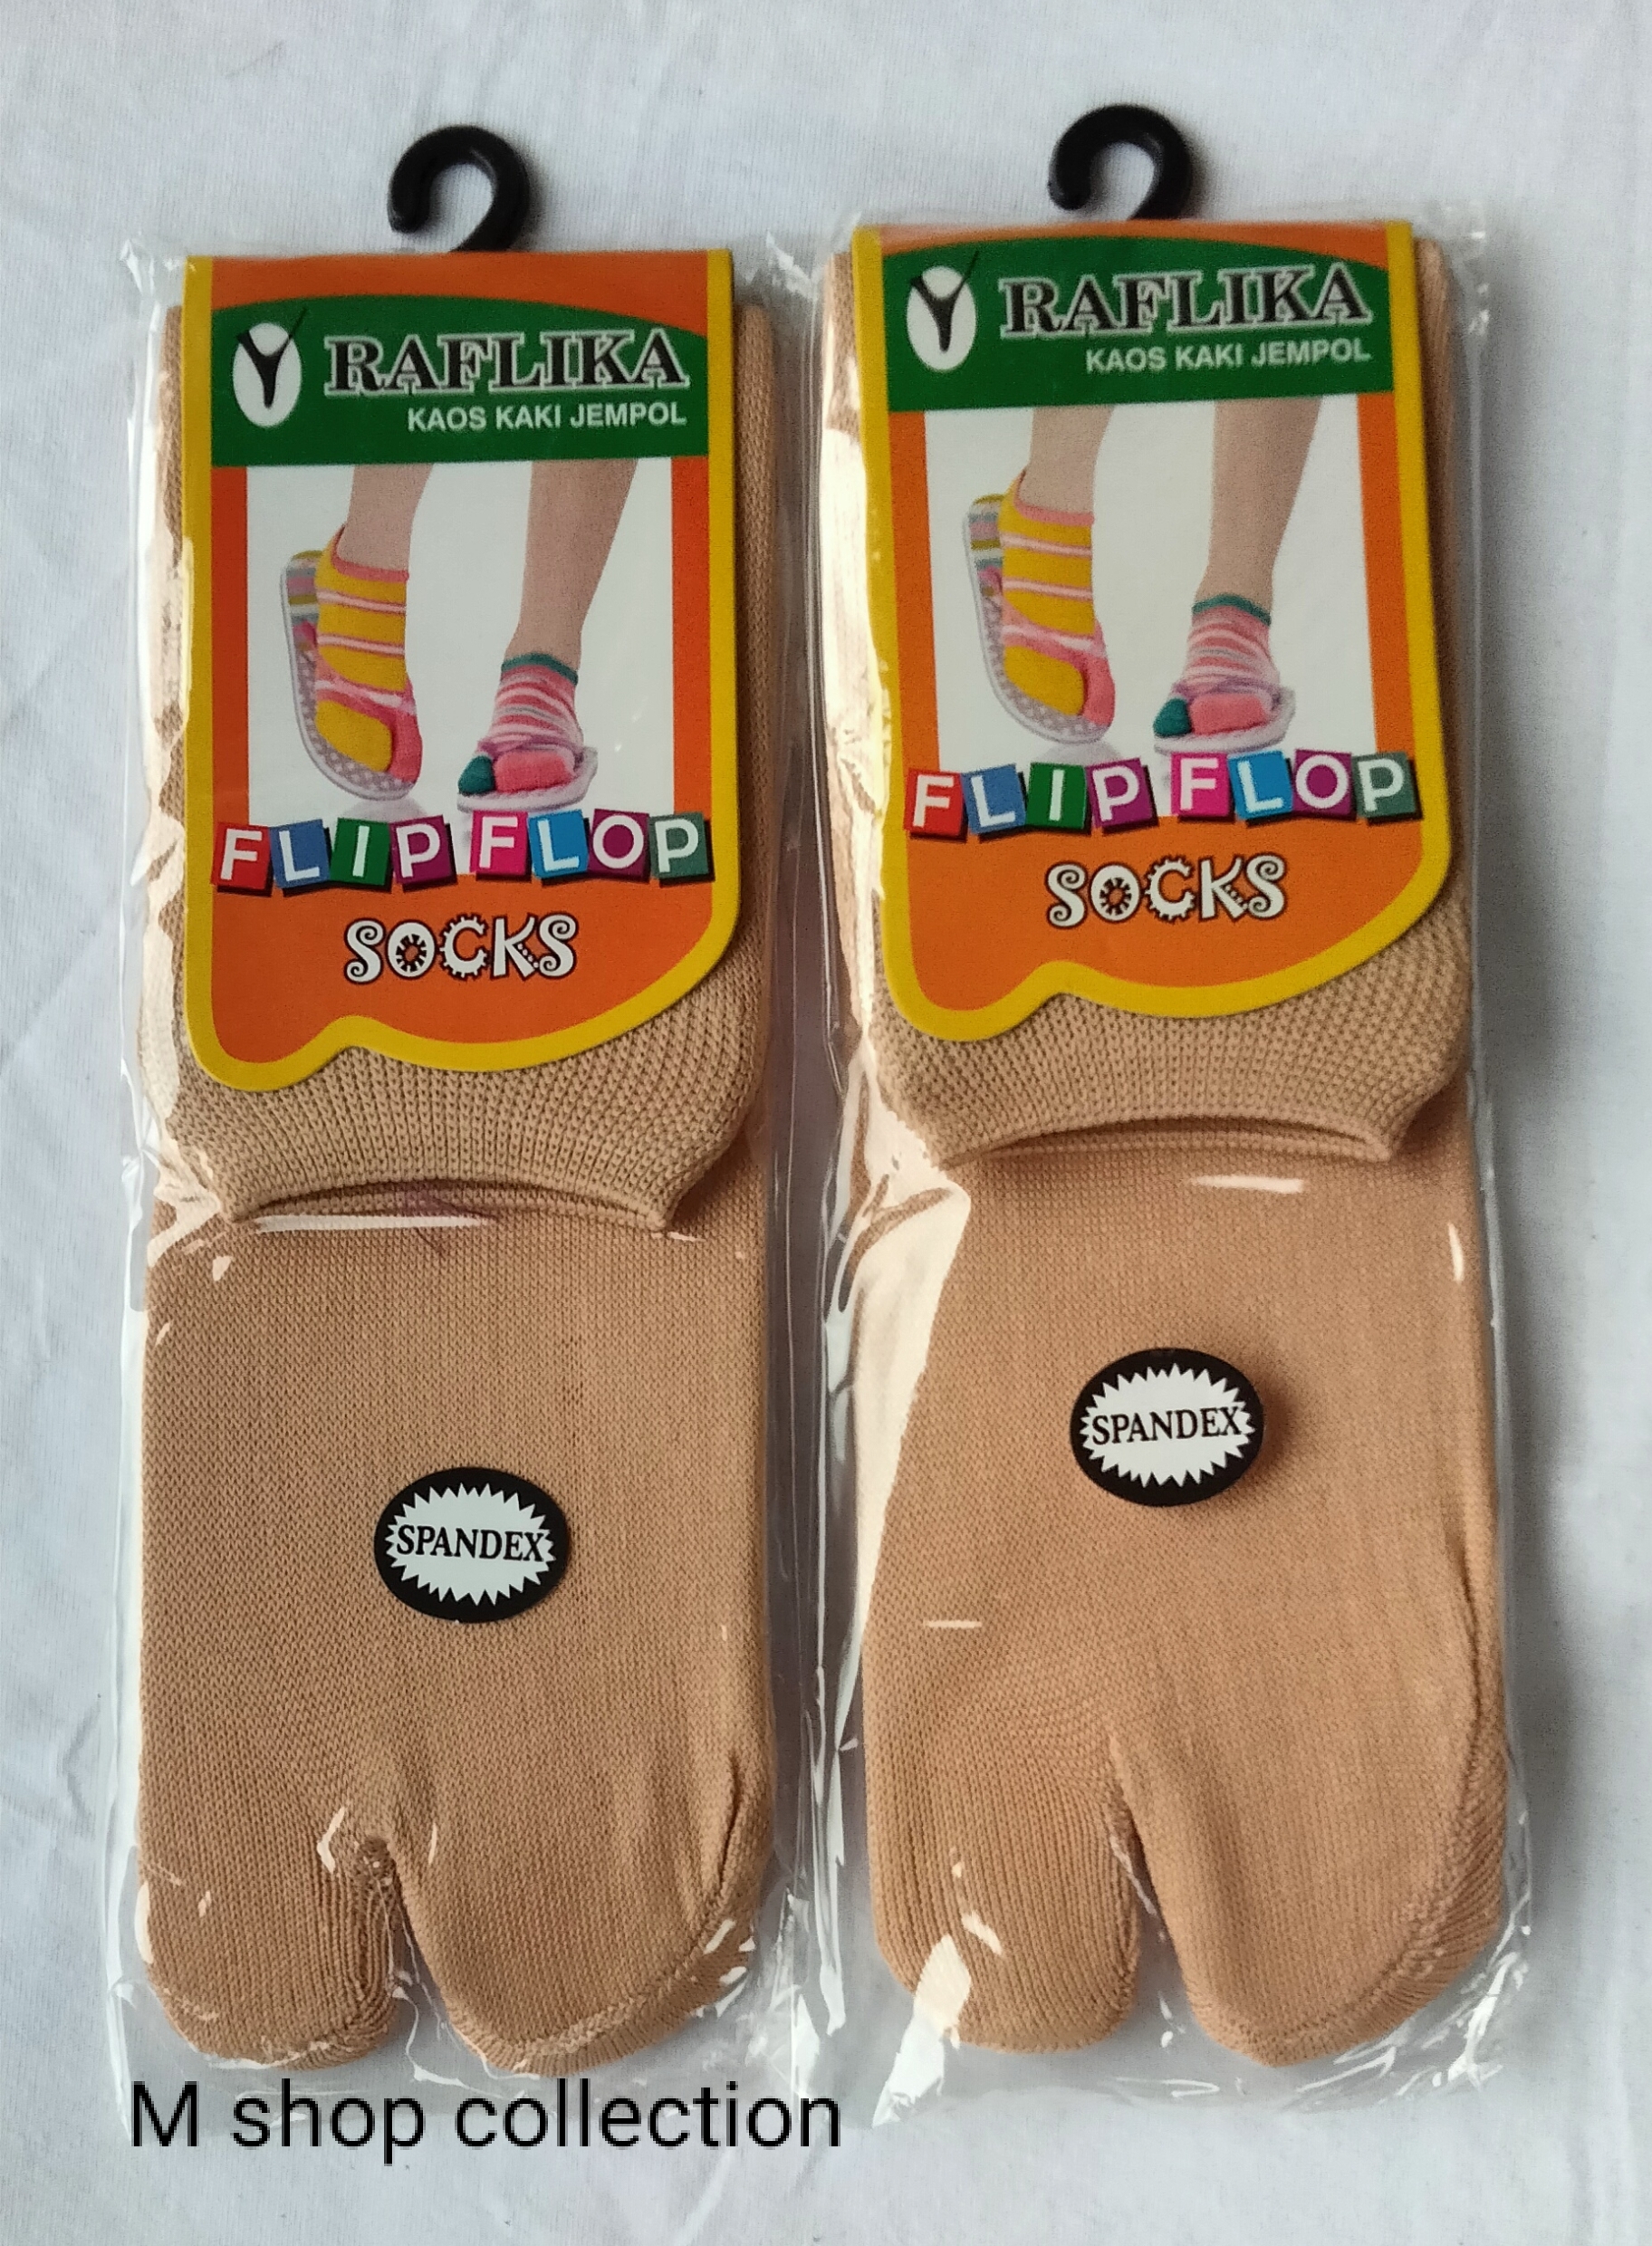 RAFLIKA
KAOS KAKI JEMPOL
FLIP FLOP
SOCKS
SPANDEX
RAFLIKA
KAOS KAKI JEMPOL
FLIP FLOP
SOCKS
SPANDEX
M shop collection